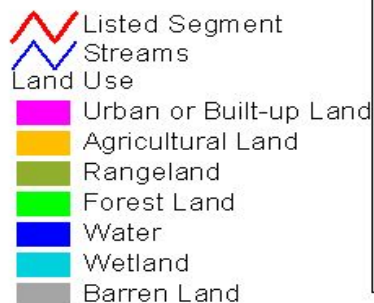 Listed Segment
Streams
Land Use
Urban or Built-up Land
Agricultural Land
Rangeland
Forest Land
Water
Wetland
Barren Land